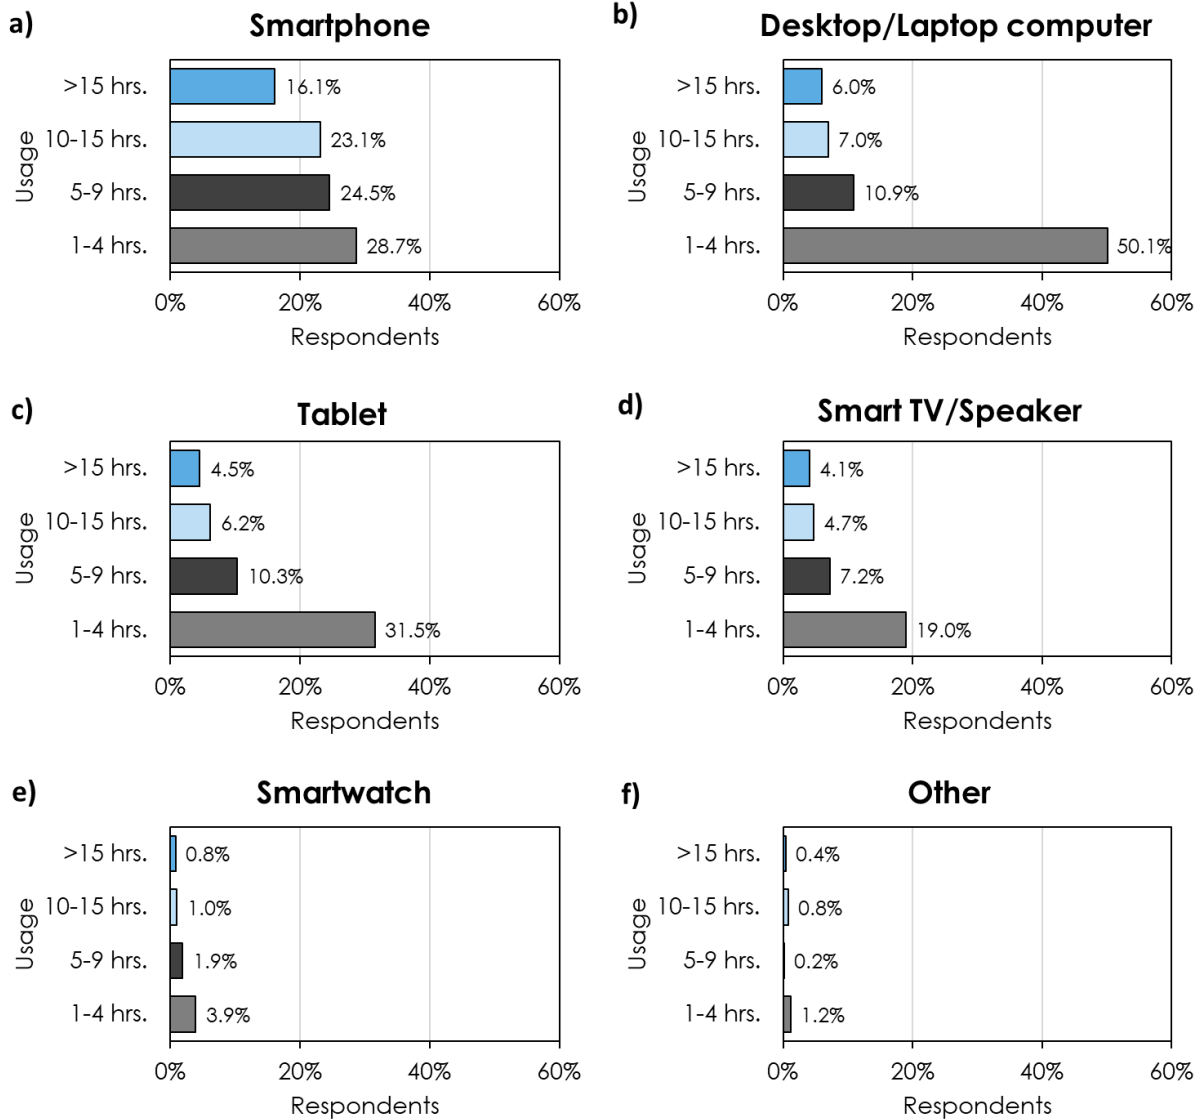 a)
Smartphone
Usage
>15 hrs.
16.1%
10-15 hrs.
23.1%
5-9 hrs.
24.5%
1-4 hrs.
28.7%
0% 20% 40% 60%
Respondents
b)
Desktop/Laptop computer
Usage
>15 hrs.
6.0%
10-15 hrs.
7.0%
5-9 hrs.
10.9%
1-4 hrs.
50.1%
0% 20% 40% 60%
Respondents
c)
Tablet
Usage
>15 hrs.
4.5%
10-15 hrs.
6.2%
5-9 hrs.
10.3%
1-4 hrs.
31.5%
0% 20% 40% 60%
Respondents
d)
Smart TV/Speaker
Usage
>15 hrs.
4.1%
10-15 hrs.
4.7%
5-9 hrs.
7.2%
1-4 hrs.
19.0%
0% 20% 40% 60%
Respondents
e)
Smartwatch
Usage
>15 hrs.
0.8%
10-15 hrs.
1.0%
5-9 hrs.
1.9%
1-4 hrs.
3.9%
0% 20% 40% 60%
Respondents
f)
Other
Usage
>15 hrs.
0.4%
10-15 hrs.
0.8%
5-9 hrs.
0.2%
1-4 hrs.
1.2%
0% 20% 40% 60%
Respondents